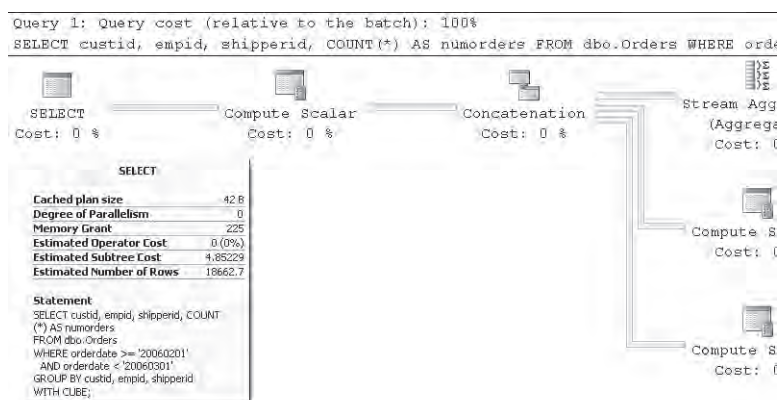 Query 1: Query cost (relative to the batch): 100%
SELECT custid, empid, shipperid, COUNT(*) AS numorders FROM dbo.Orders WHERE orde
SELECT
Cost: 0 %
Compute Scalar
Cost: 0 %
Concatenation
Cost: 0 %
Stream Agg
(Aggrega
Cost: 0
Compute S
Cost: 0
Compute S
Cost: 0
SELECT
Cached plan size 42 B
Degree of Parallelism 0
Memory Grant 225
Estimated Operator Cost 0 (0%)
Estimated Subtree Cost 4.85229
Estimated Number of Rows 18662.7
Statement
SELECT custid, empid, shipperid, COUNT
(*) AS numorders
FROM dbo.Orders
WHERE orderdate >= '20060201'
AND orderdate < '20060301'
GROUP BY custid, empid, shipperid
WITH CUBE;